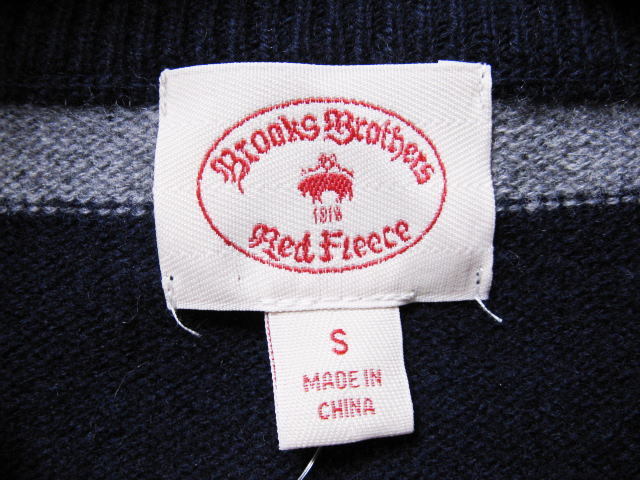 Brooks Brothers
1818
Red Fleece
S
MADE IN
CHINA